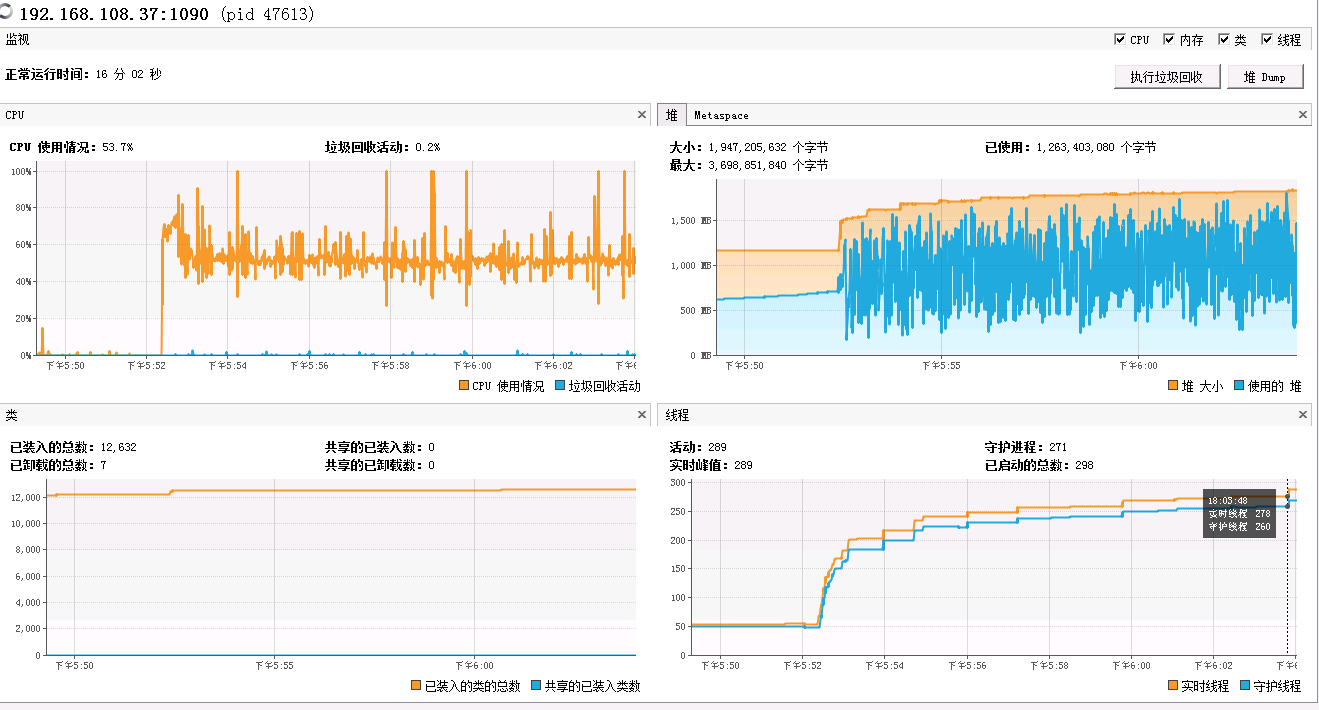 192.168.108.37:1090 (pid 47613)
监视
CPU 内存 类 线程
正常运行时间: 16 分 02 秒
执行垃圾回收 堆 Dump
CPU
CPU 使用情况: 53.7% 垃圾回收活动: 0.2%
100%
80%
60%
40%
20%
0%
下午5:50 下午5:52 下午5:54 下午5:56 下午5:58 下午6:00 下午6:02 下午6
CPU 使用情况 垃圾回收活动
堆 Metaspace
大小: 1,947,205,632 个字节 已使用: 1,263,403,080 个字节
最大: 3,698,851,840 个字节
1,500 MB
1,000 MB
500 MB
0 MB
下午5:50 下午5:55 下午6:00
堆 大小 使用的 堆
类
已装入的总数: 12,632 共享的已装入数: 0
已卸载的总数: 7 共享的已卸载数: 0
12,000
10,000
8,000
6,000
4,000
2,000
0
下午5:50 下午5:55 下午6:00
已装入的类的总数 共享的已装入类数
线程
活动: 289 守护进程: 271
实时峰值: 289 已启动的总数: 298
300
250
200
150
100
50
0
18:03:48
实时线程 278
守护线程 260
下午5:50 下午5:52 下午5:54 下午5:56 下午5:58 下午6:00 下午6:02 下午6
实时线程 守护线程